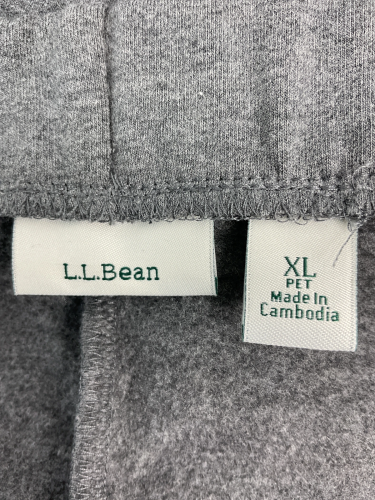 L.L.Bean
XL
PET
Made In
Cambodia